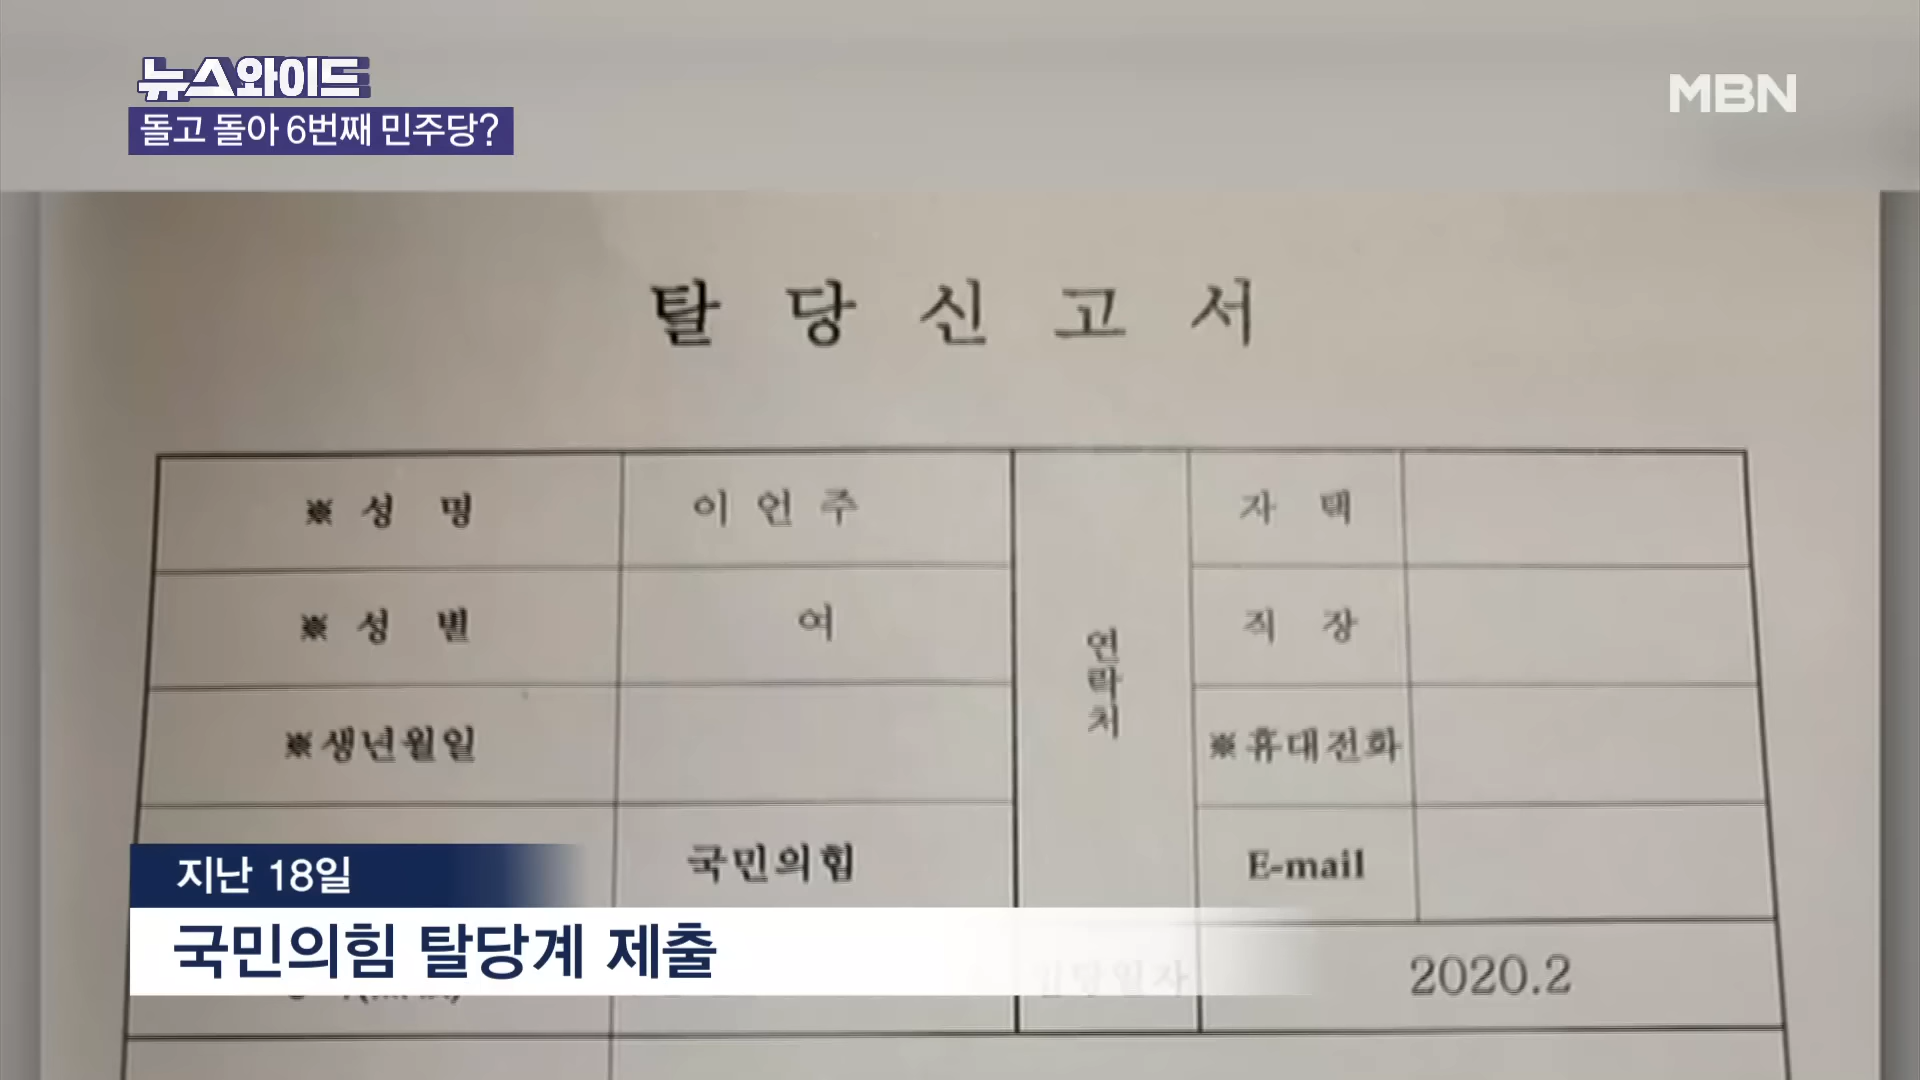 뉴스와이드
MBN
돌고 돌아 6번째 민주당?
탈 당 신 고 서
※ 성 명 이 언 주 자 택
※ 성 별 여 직 장
연락처
※생년월일 ※휴대전화
국민의힘 E-mail
지난 18일
국민의힘 탈당계 제출
2020.2